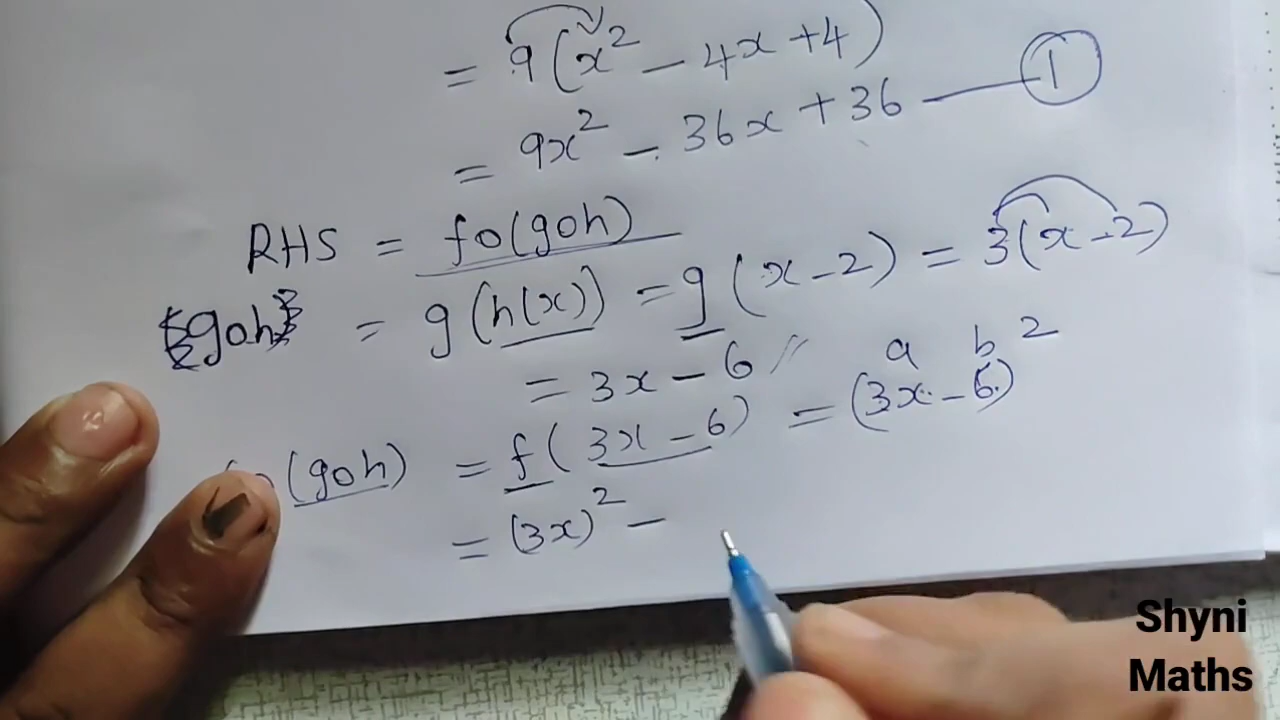 = 9(x² - 4x + 4)
= 9x² - 36x + 36 — ①
RHS = fo(goh)
goh = g(h(x)) = g(x-2) = 3(x-2)
= 3x - 6 //
a b
(goh) = f(3x-6) = (3x-6)²
= (3x)² -
Shyni
Maths